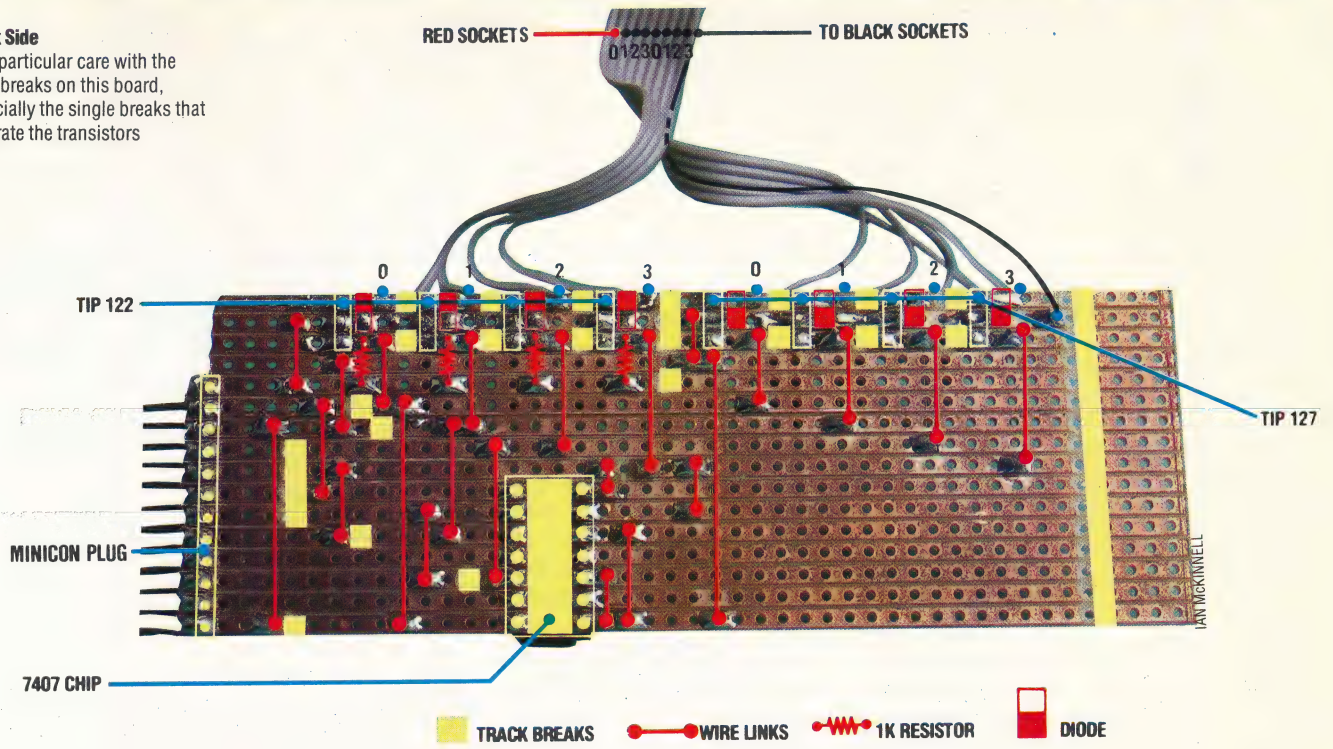 Side
particular care with the
breaks on this board,
cially the single breaks that
rate the transistors
RED SOCKETS
TO BLACK SOCKETS
01230123
0 1 2 3 0 1 2 3
TIP 122
TIP 127
MINICON PLUG
IAN McKINNELL
7407 CHIP
TRACK BREAKS
WIRE LINKS
1K RESISTOR
DIODE